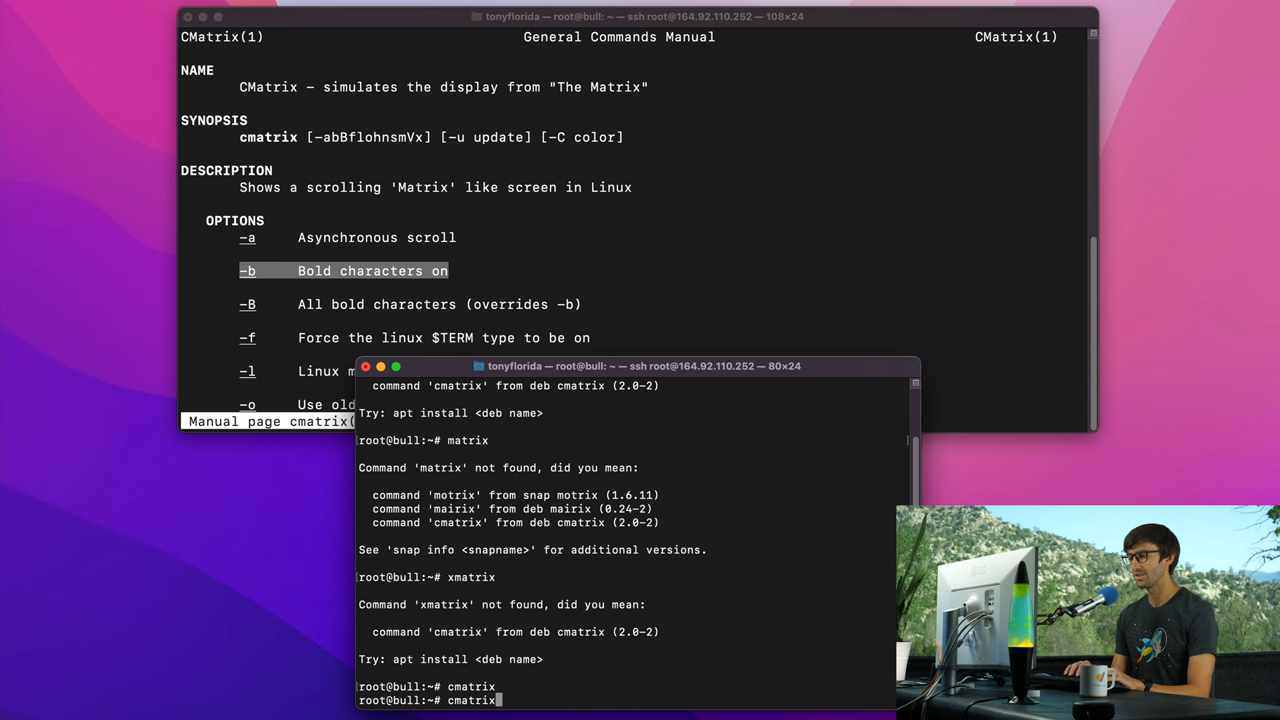 tonyflorida — root@bull: ~ — ssh root@164.92.110.252 — 108×24
CMatrix(1) General Commands Manual CMatrix(1)
NAME
CMatrix – simulates the display from "The Matrix"
SYNOPSIS
cmatrix [-abBflohnsmVx] [-u update] [-C color]
DESCRIPTION
Shows a scrolling 'Matrix' like screen in Linux
OPTIONS
-a Asynchronous scroll
-b Bold characters on
-B All bold characters (overrides -b)
-f Force the linux $TERM type to be on
-l Linux m
-o Use old
Manual page cmatrix(
tonyflorida — root@bull: ~ — ssh root@164.92.110.252 — 80×24
command 'cmatrix' from deb cmatrix (2.0-2)
Try: apt install <deb name>
[root@bull:~# matrix ]
Command 'matrix' not found, did you mean:
command 'motrix' from snap motrix (1.6.11)
command 'mairix' from deb mairix (0.24-2)
command 'cmatrix' from deb cmatrix (2.0-2)
See 'snap info <snapname>' for additional versions.
[root@bull:~# xmatrix
Command 'xmatrix' not found, did you mean:
command 'cmatrix' from deb cmatrix (2.0-2)
Try: apt install <deb name>
[root@bull:~# cmatrix
root@bull:~# cmatrix
LG